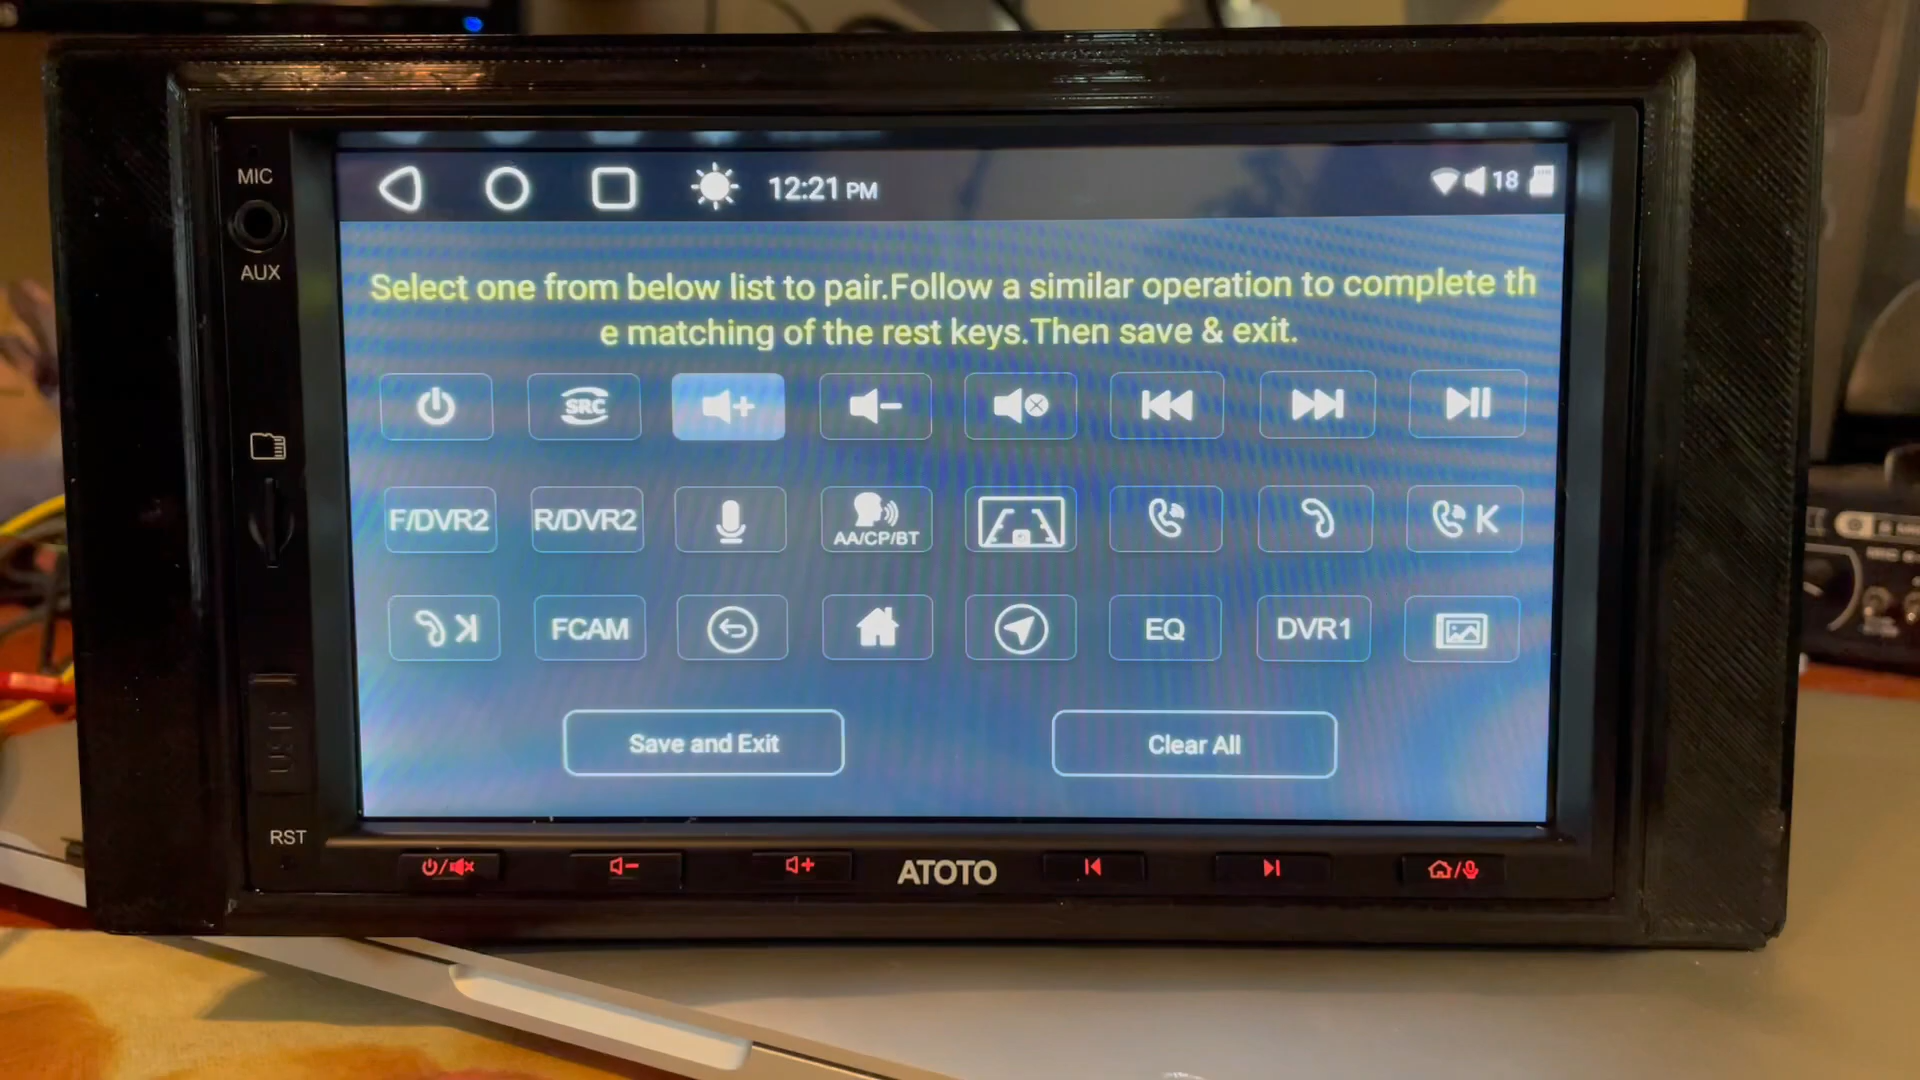 MIC
AUX
12:21 PM
18
Select one from below list to pair.Follow a similar operation to complete th
e matching of the rest keys.Then save & exit.
SRC
F/DVR2
R/DVR2
AA/CP/BT
K
K
FCAM
EQ
DVR1
Save and Exit
Clear All
RST
ATOTO